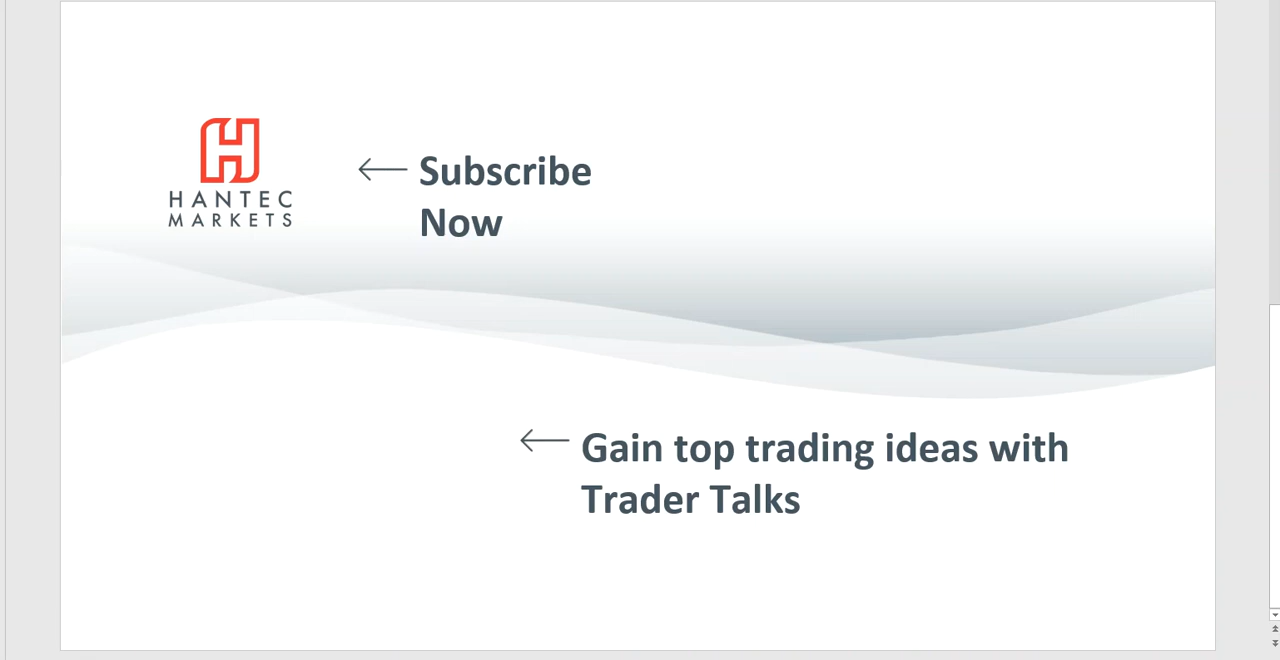 HANTEC
MARKETS
Subscribe
Now
Gain top trading ideas with
Trader Talks